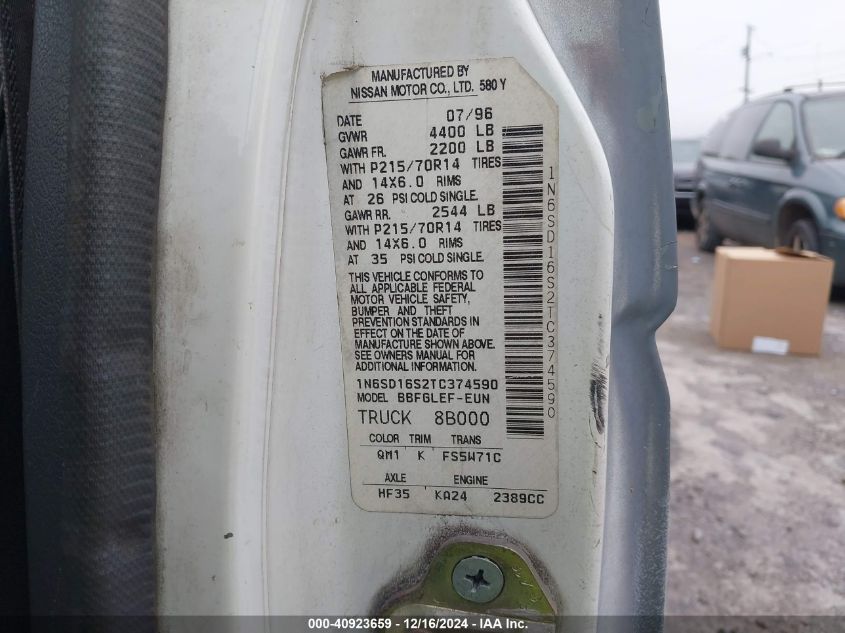 MANUFACTURED BY
NISSAN MOTOR CO., LTD. 580 Y
DATE 07/96
GVWR 4400 LB
GAWR FR. 2200 LB
WITH P215/70R14 TIRES
AND 14X6.0 RIMS
AT 26 PSI COLD SINGLE.
GAWR RR. 2544 LB
WITH P215/70R14 TIRES
AND 14X6.0 RIMS
AT 35 PSI COLD SINGLE.
THIS VEHICLE CONFORMS TO
ALL APPLICABLE FEDERAL
MOTOR VEHICLE SAFETY,
BUMPER AND THEFT
PREVENTION STANDARDS IN
EFFECT ON THE DATE OF
MANUFACTURE SHOWN ABOVE.
SEE OWNERS MANUAL FOR
ADDITIONAL INFORMATION.
1N6SD16S2TC374590
MODEL BBFGLEF-EUN
TRUCK 8B000
COLOR TRIM TRANS
QM1 K FS5W71C
AXLE ENGINE
HF35 KA24 2389CC
1N6SD16S2TC374590
000-40923659 - 12/16/2024 - IAA Inc.